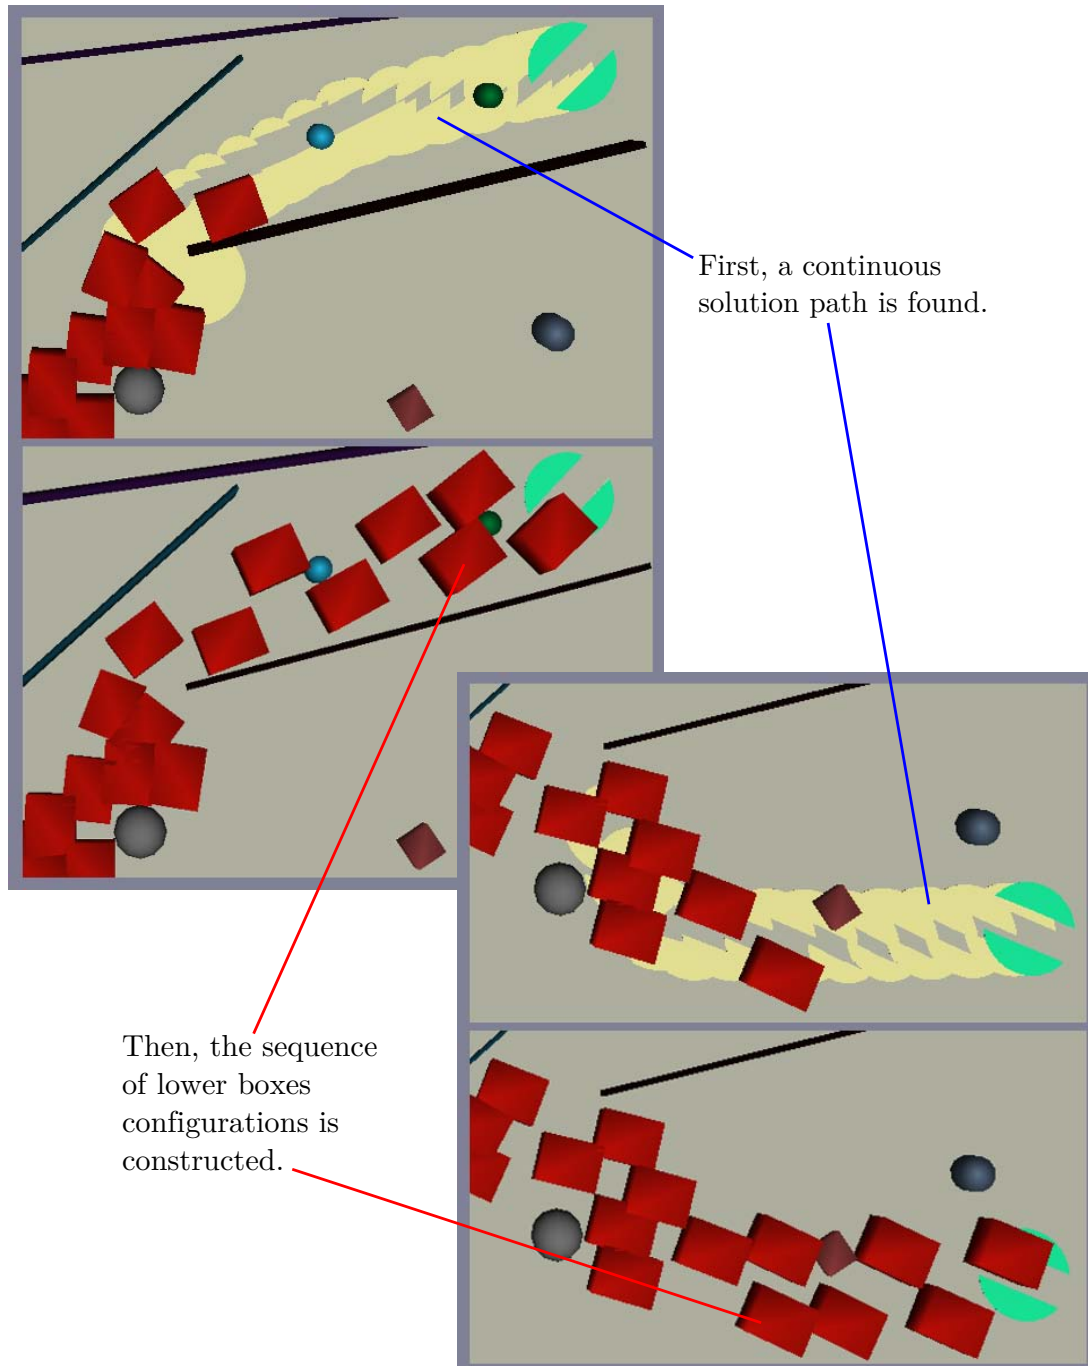 First, a continuous
solution path is found.
Then, the sequence
of lower boxes
configurations is
constructed.